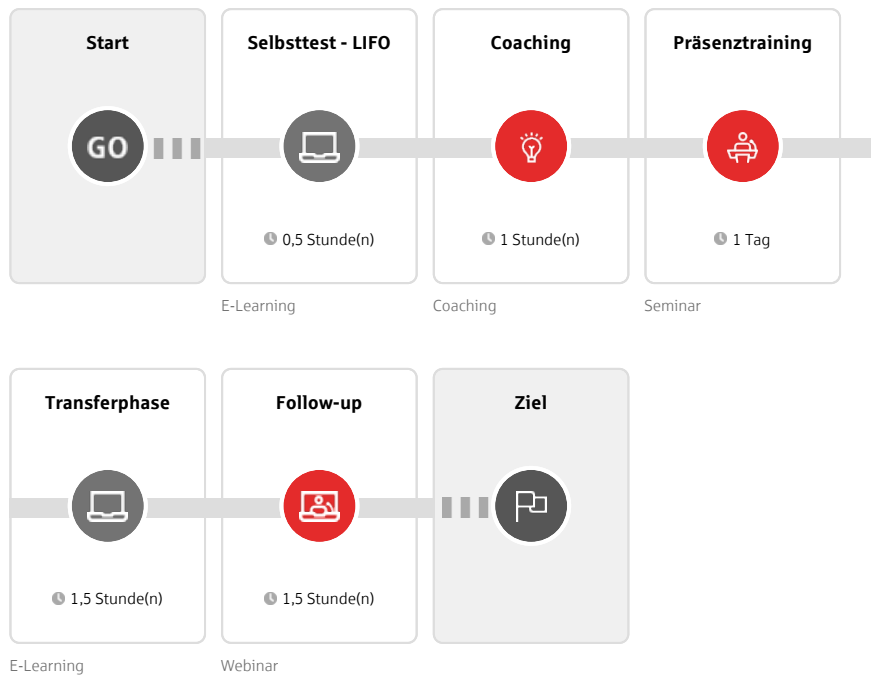 Start
Selbsttest - LIFO
Coaching
Präsenztraining
GO
0,5 Stunde(n)
1 Stunde(n)
1 Tag
E-Learning
Coaching
Seminar
Transferphase
Follow-up
Ziel
1,5 Stunde(n)
1,5 Stunde(n)
E-Learning
Webinar